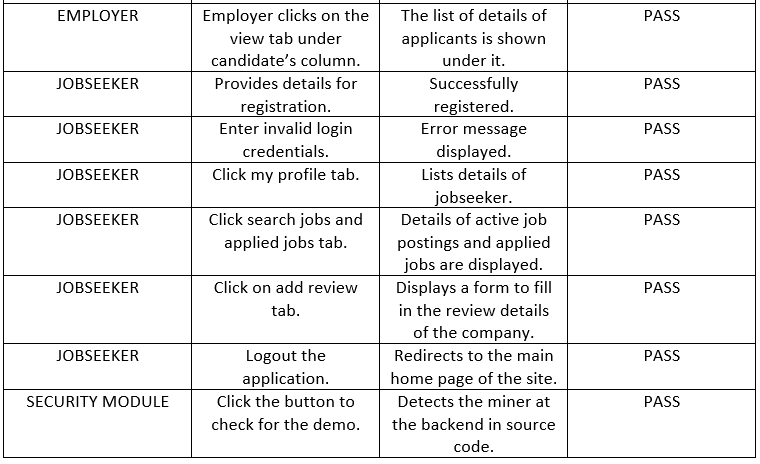 EMPLOYER Employer clicks on the The list of details of PASS
view tab under applicants is shown
candidate's column. under it.
JOBSEEKER Provides details for Successfully PASS
registration. registered.
JOBSEEKER Enter invalid login Error message PASS
credentials. displayed.
JOBSEEKER Click my profile tab. Lists details of PASS
jobseeker.
JOBSEEKER Click search jobs and Details of active job PASS
applied jobs tab. postings and applied
jobs are displayed.
JOBSEEKER Click on add review Displays a form to fill PASS
tab. in the review details
of the company.
JOBSEEKER Logout the Redirects to the main PASS
application. home page of the site.
SECURITY MODULE Click the button to Detects the miner at PASS
check for the demo. the backend in source
code.